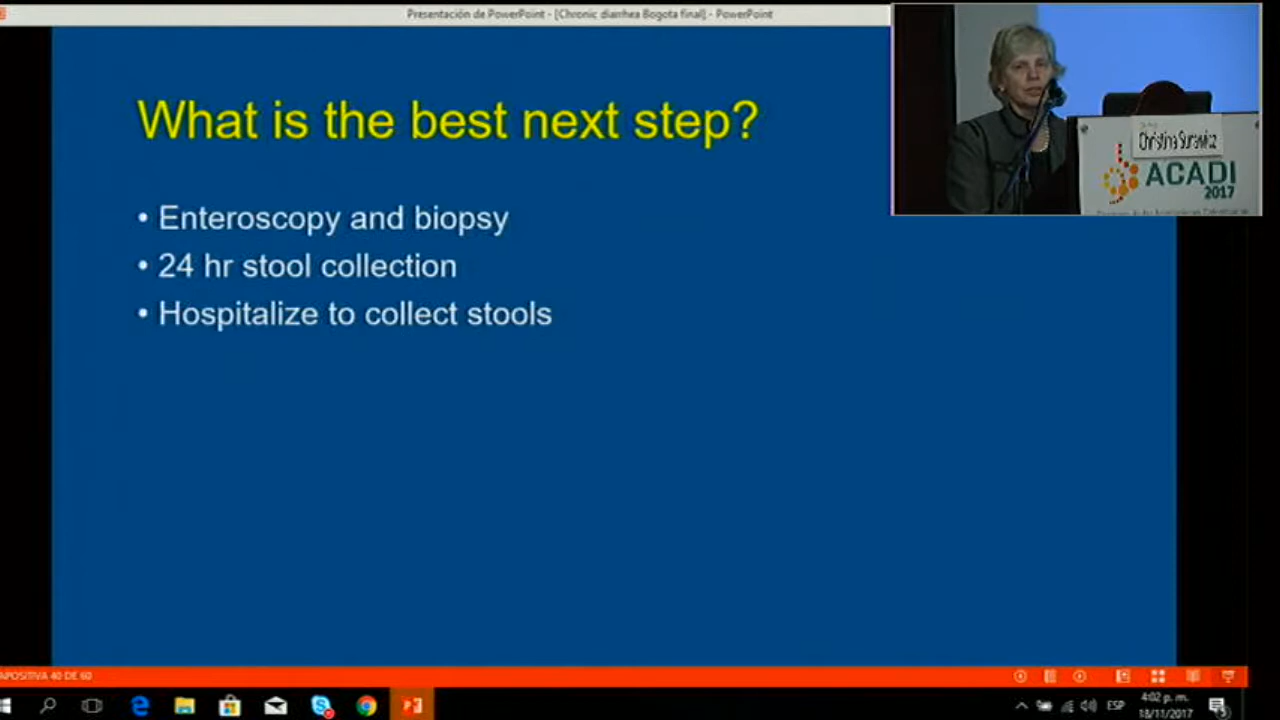 Presentación de PowerPoint - [Chronic diarrhea Bogota final] - PowerPoint
What is the best next step?
• Enteroscopy and biopsy
• 24 hr stool collection
• Hospitalize to collect stools
Christina Surawicz
ACADI
2017
APOSITIVA 40 DE 60
ESP
4:02 p. m.
18/11/2017